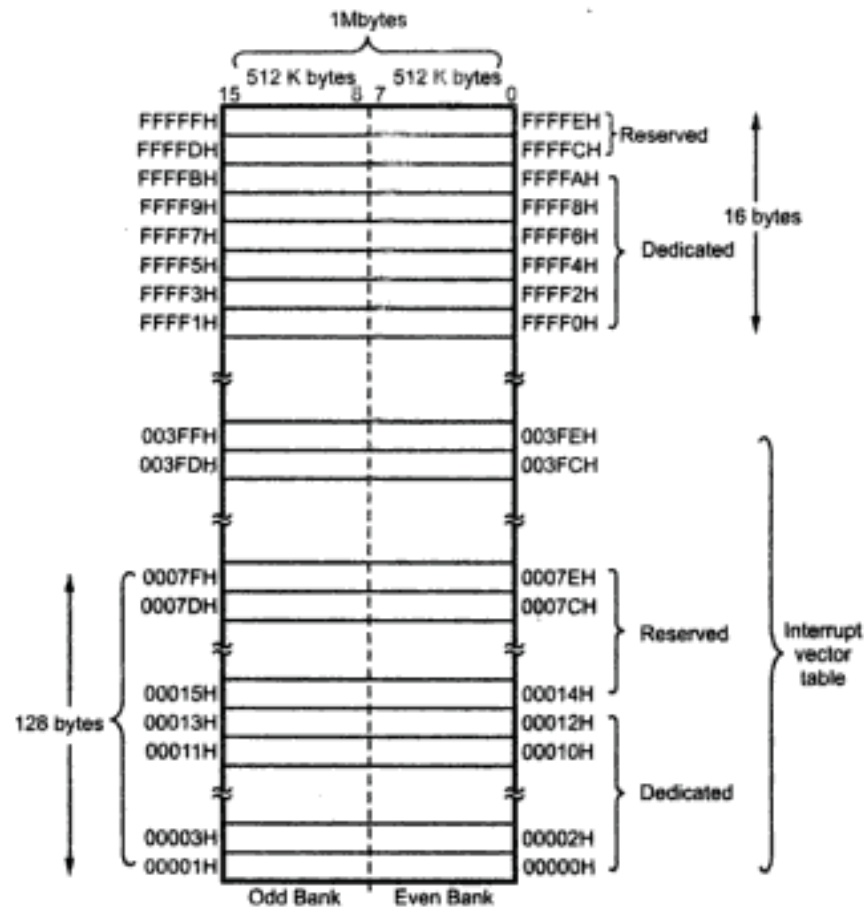 1Mbytes
512 K bytes 512 K bytes
15 8 7 0
FFFFFH FFFFEH
Reserved
FFFFDH FFFFCH
FFFFBH FFFFAH
FFFF9H FFFF8H
16 bytes
FFFF7H FFFF6H
Dedicated
FFFF5H FFFF4H
FFFF3H FFFF2H
FFFF1H FFFF0H
003FFH 003FEH
003FDH 003FCH
0007FH 0007EH
0007DH 0007CH
Reserved
Interrupt
vector
table
00015H 00014H
128 bytes
00013H 00012H
00011H 00010H
Dedicated
00003H 00002H
00001H 00000H
Odd Bank Even Bank